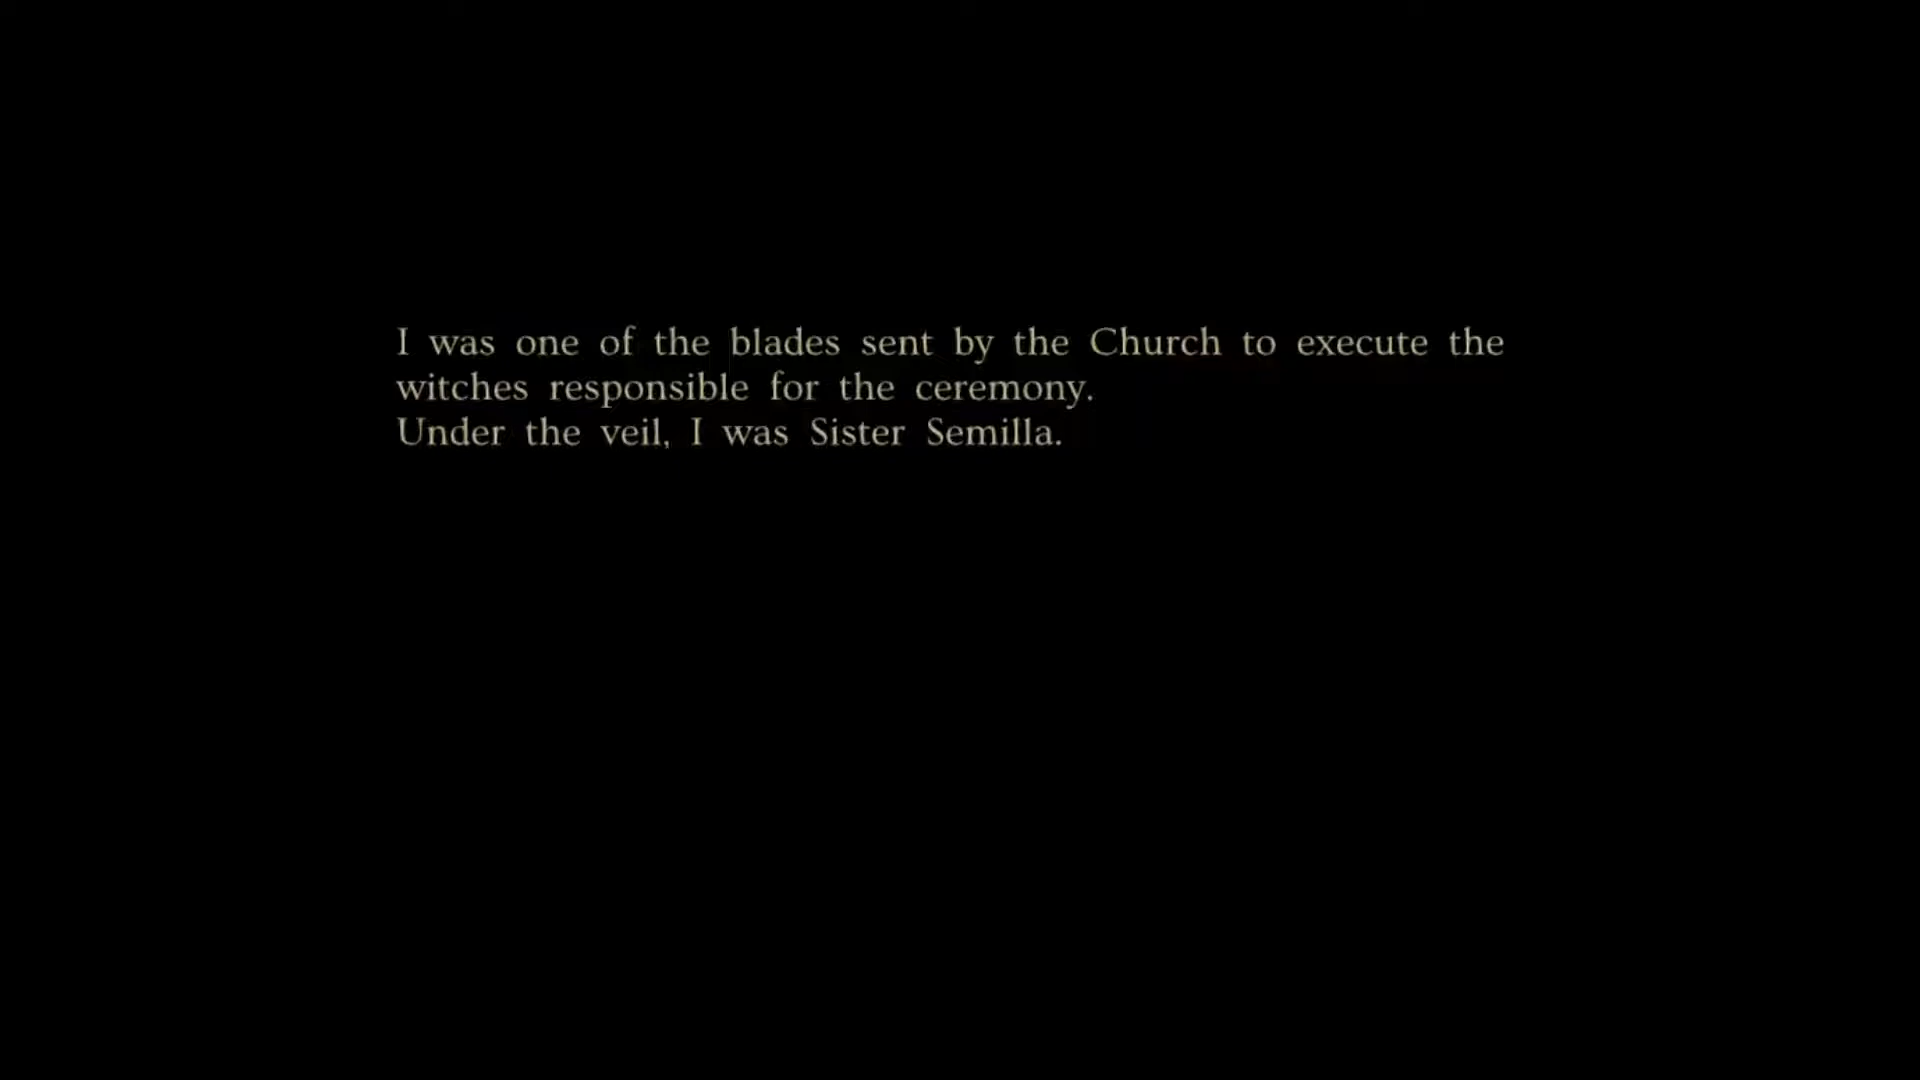 I was one of the blades sent by the Church to execute the
witches responsible for the ceremony.
Under the veil, I was Sister Semilla.